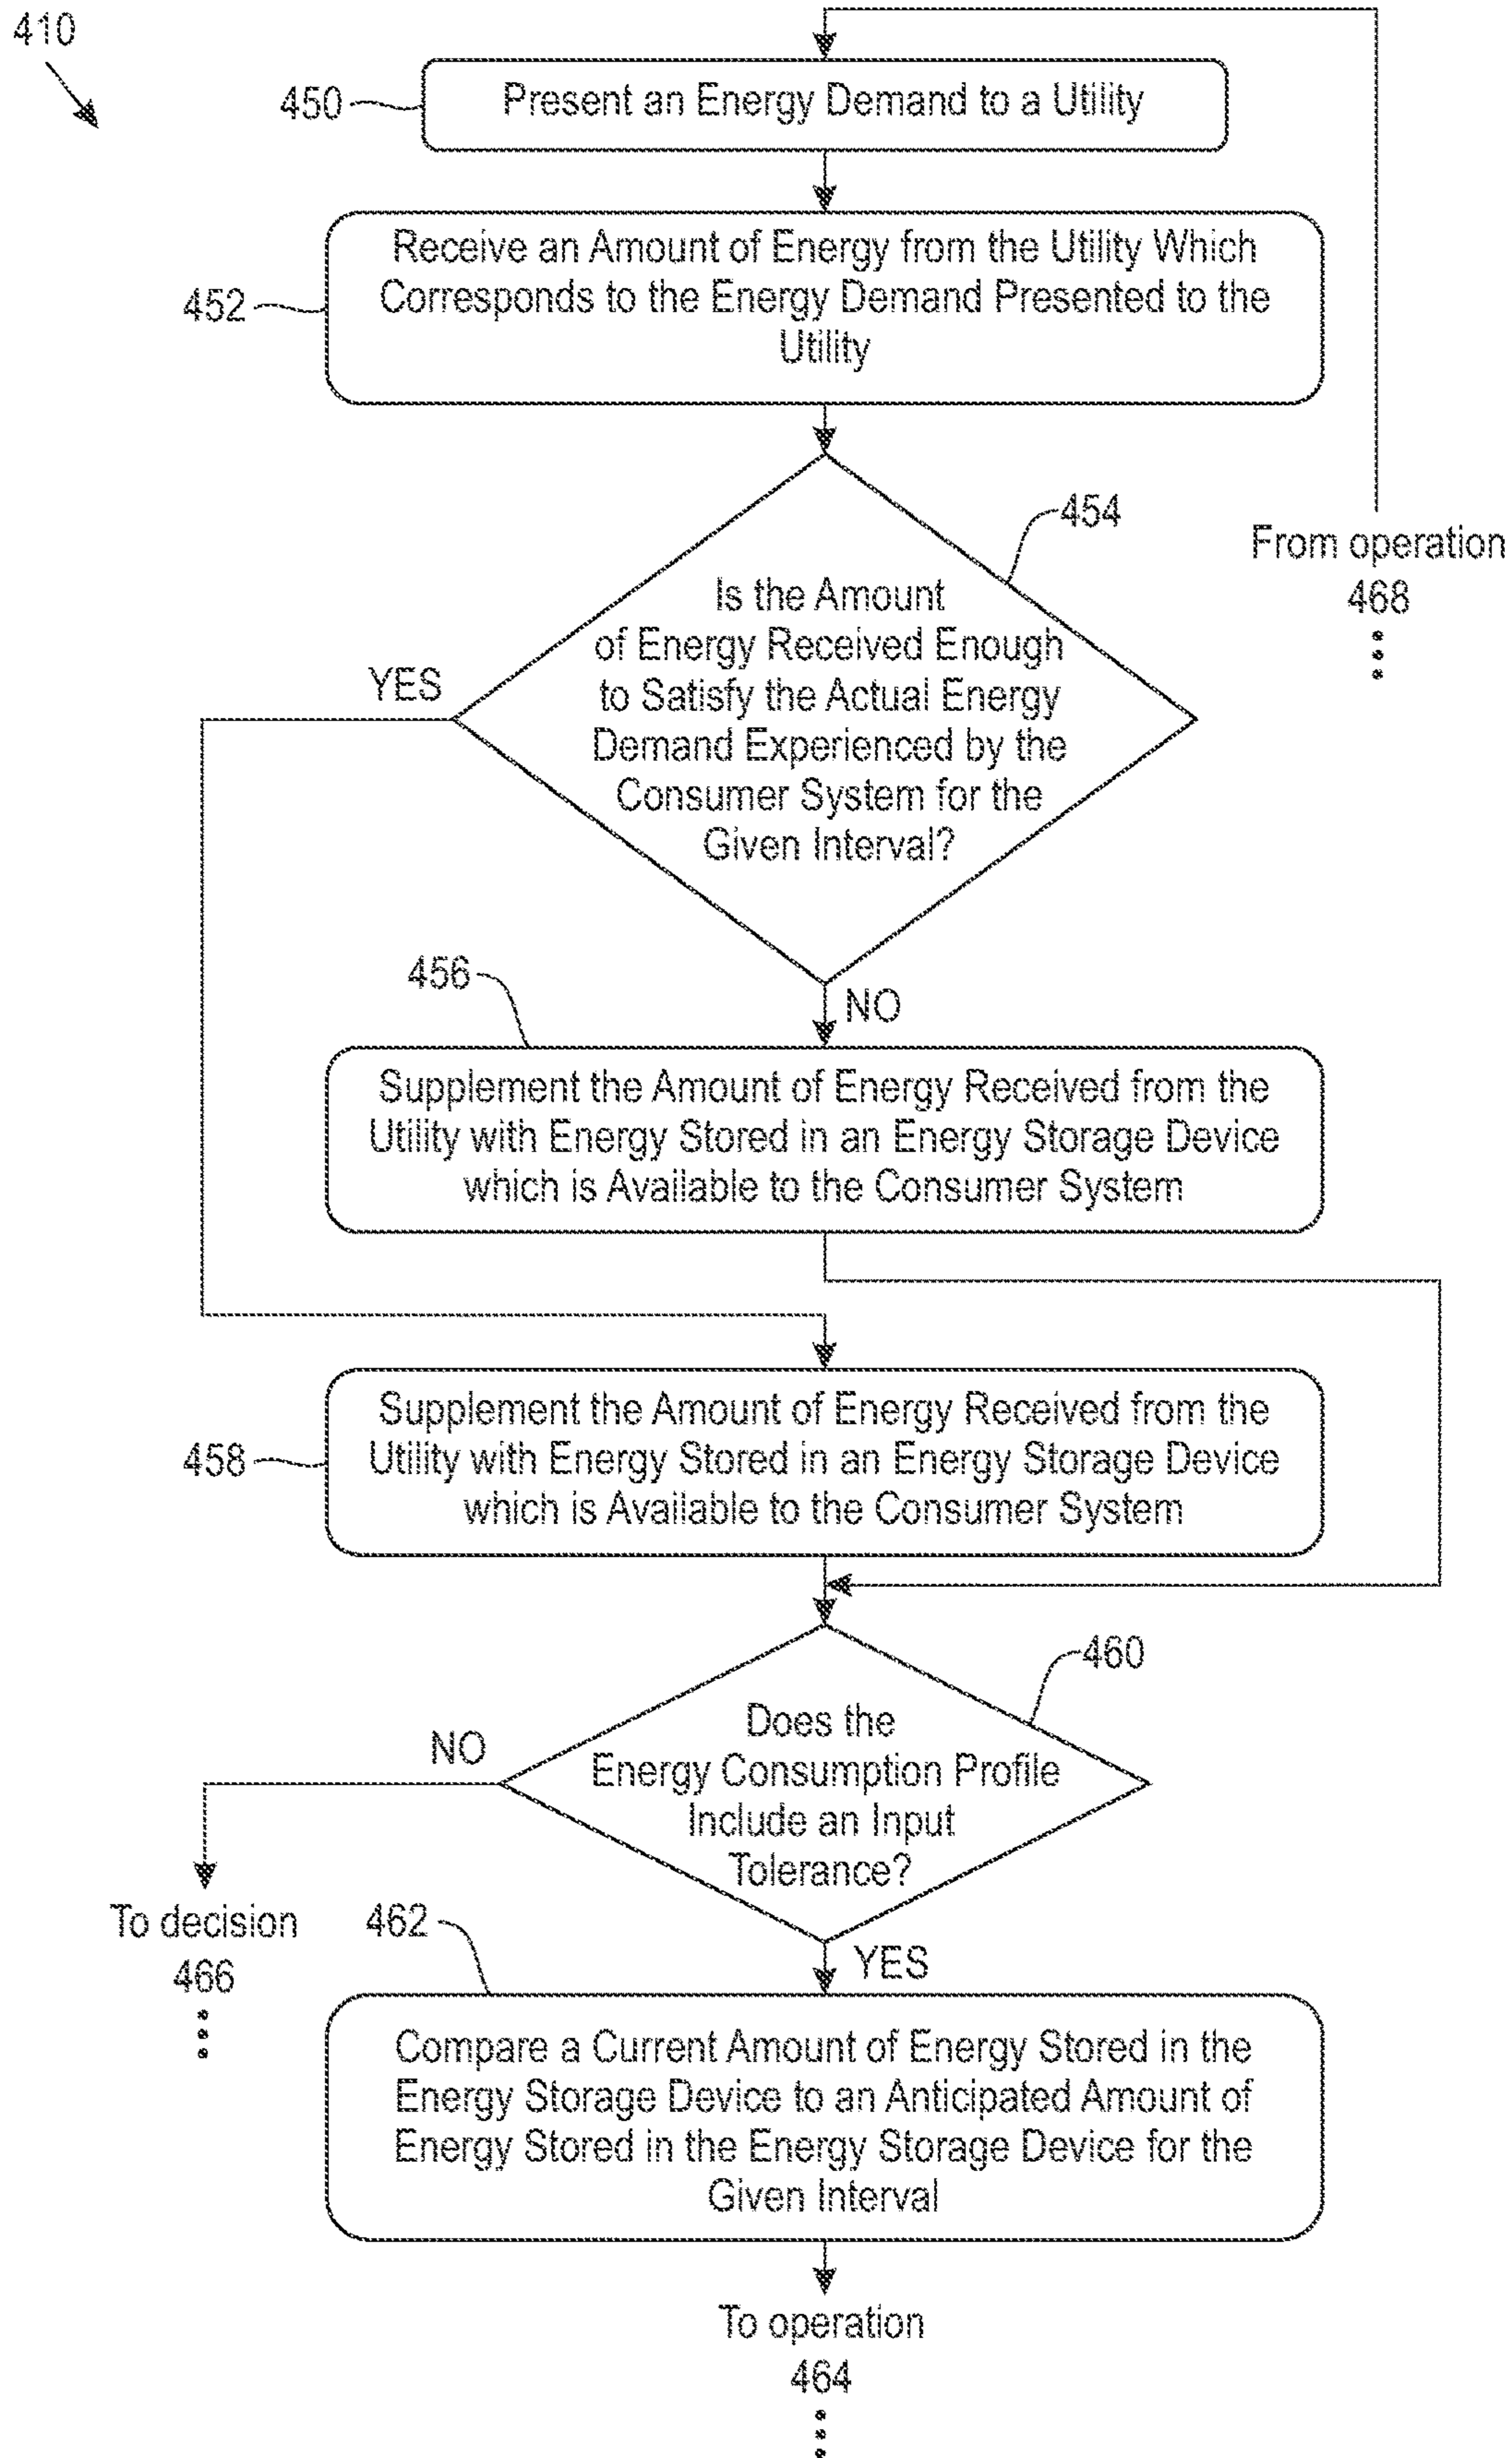 410
450
Present an Energy Demand to a Utility
452
Receive an Amount of Energy from the Utility Which
Corresponds to the Energy Demand Presented to the
Utility
454
From operation
468
Is the Amount
of Energy Received Enough
to Satisfy the Actual Energy
Demand Experienced by the
Consumer System for the
Given Interval?
YES
NO
456
Supplement the Amount of Energy Received from the
Utility with Energy Stored in an Energy Storage Device
which is Available to the Consumer System
458
Supplement the Amount of Energy Received from the
Utility with Energy Stored in an Energy Storage Device
which is Available to the Consumer System
460
Does the
Energy Consumption Profile
Include an Input
Tolerance?
NO
To decision
466
YES
462
Compare a Current Amount of Energy Stored in the
Energy Storage Device to an Anticipated Amount of
Energy Stored in the Energy Storage Device for the
Given Interval
To operation
464